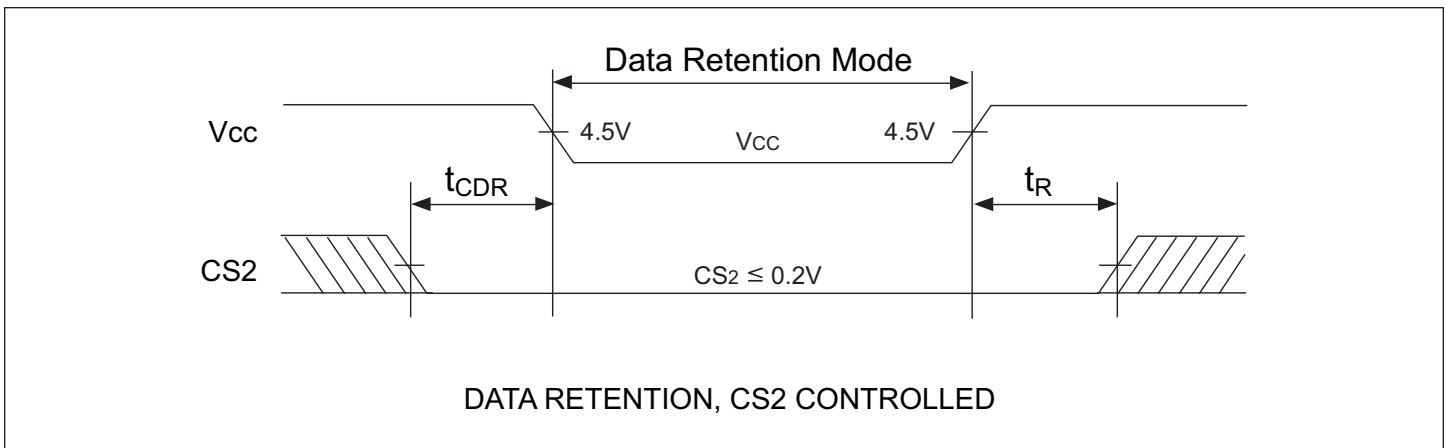 Data Retention Mode
Vcc
4.5V
VCC
4.5V
tCDR
tR
CS2
CS2 ≤ 0.2V
DATA RETENTION, CS2 CONTROLLED